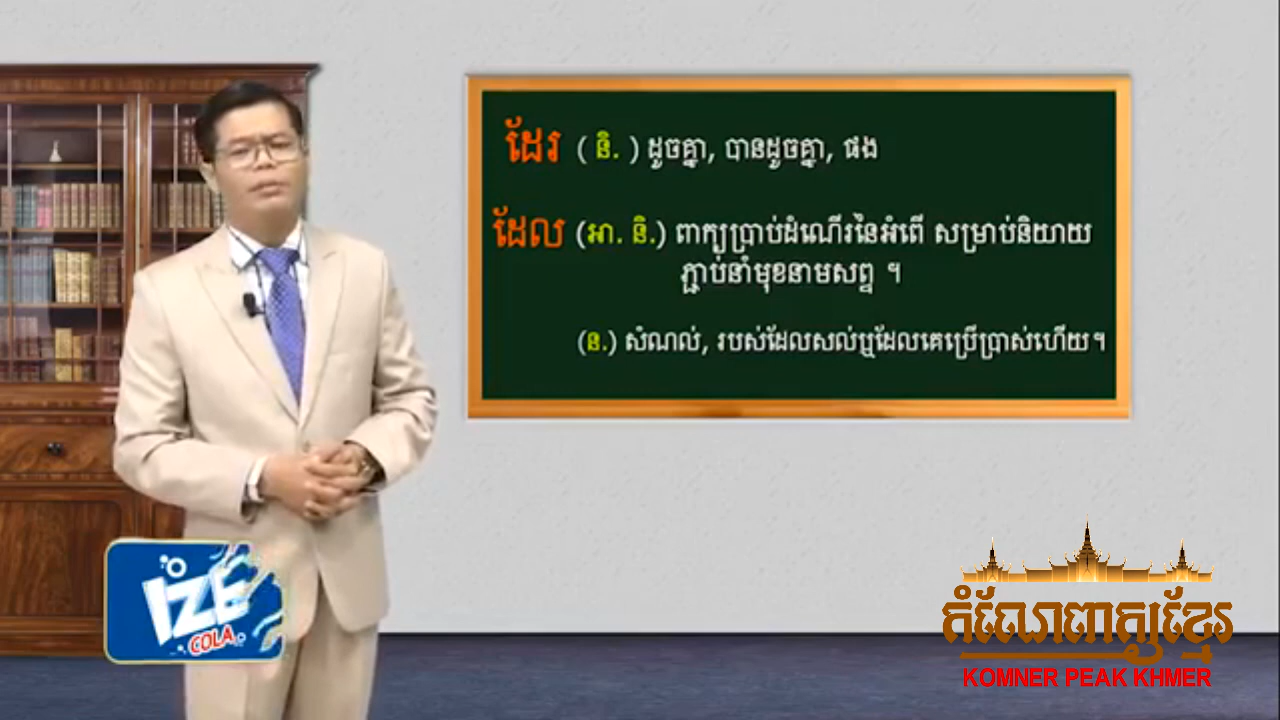 ដែរ ( និ. ) ដូចគ្នា, បានដូចគ្នា, ផង
ដែល (អា. និ.) ពាក្យប្រាប់ដំណើរនៃអំពើ សម្រាប់និយាយ
ភ្ជាប់នាំមុខនាមសព្ទ ។
(ន.) សំណល់, របស់ដែលសល់ឬដែលគេប្រើប្រាស់ហើយ។
IZE
COLA
កំណែពាក្យខ្មែរ
KOMNER PEAK KHMER